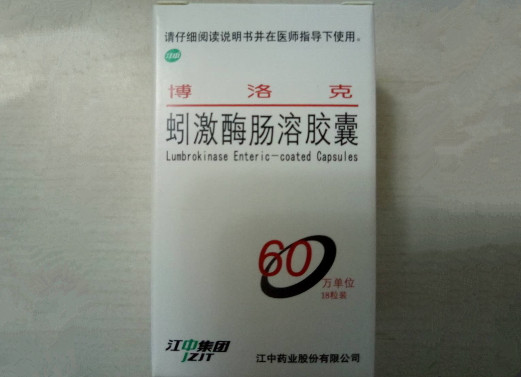 请仔细阅读说明书并在医师指导下使用。
江中
博洛克
蚓激酶肠溶胶囊
Lumbrokinase Enteric-coated Capsules
60
万单位
18粒装
江中集团
JZJT
江中药业股份有限公司